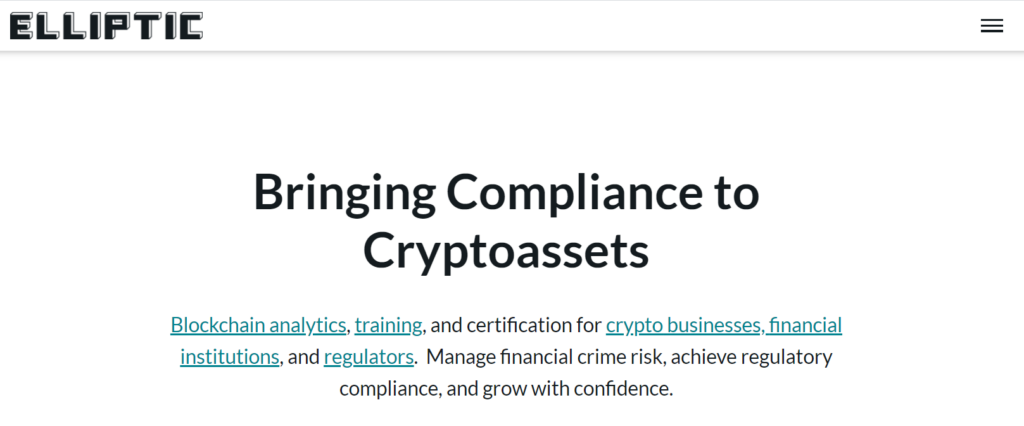 ELLIPTIC
Bringing Compliance to
Cryptoassets
Blockchain analytics, training, and certification for crypto businesses, financial
institutions, and regulators.  Manage financial crime risk, achieve regulatory
compliance, and grow with confidence.